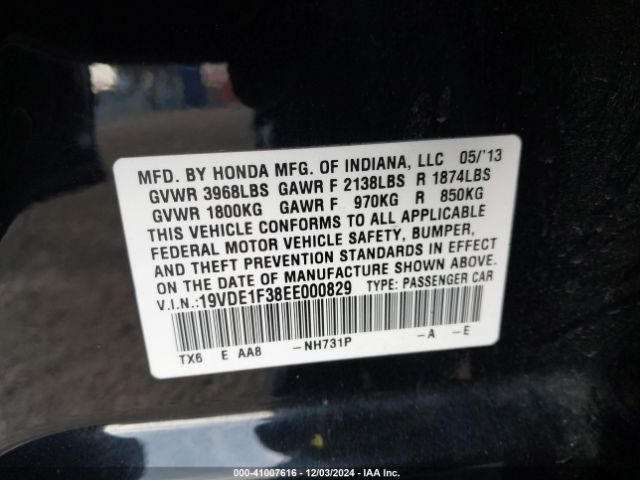 MFD. BY HONDA MFG. OF INDIANA, LLC 05/'13
GVWR 3968LBS GAWR F 2138LBS R 1874LBS
GVWR 1800KG GAWR F 970KG R 850KG
THIS VEHICLE CONFORMS TO ALL APPLICABLE
FEDERAL MOTOR VEHICLE SAFETY, BUMPER,
AND THEFT PREVENTION STANDARDS IN EFFECT
ON THE DATE OF MANUFACTURE SHOWN ABOVE.
V.I.N.:19VDE1F38EE000829 TYPE: PASSENGER CAR
TX6 E AA8 -NH731P -A -E
000-41007616 - 12/03/2024 - IAA Inc.